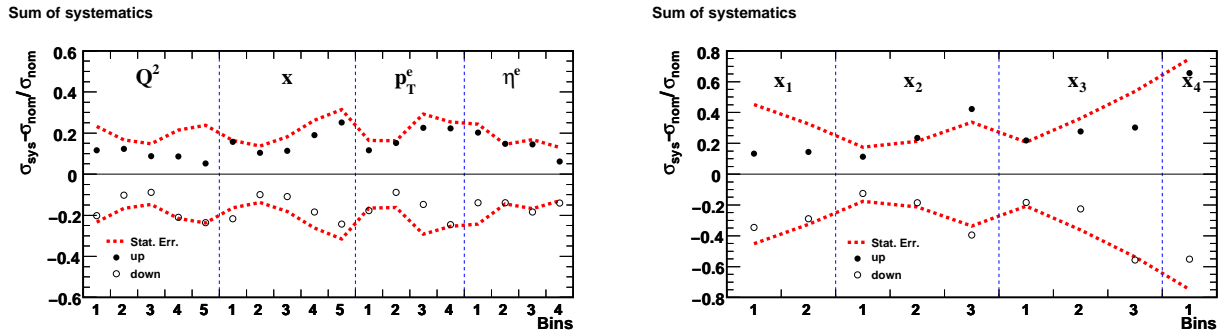 Sum of systematics
σsys-σnom/σnom
0.6
0.4
0.2
0
−0.2
−0.4
−0.6
Q² x pTᵉ ηᵉ
Stat. Err.
up
down
1 2 3 4 5 1 2 3 4 5 1 2 3 4 1 2 3 4
Bins
Sum of systematics
σsys-σnom/σnom
0.8
0.6
0.4
0.2
0
−0.2
−0.4
−0.6
−0.8
x₁ x₂ x₃ x₄
Stat. Err.
up
down
1 2 1 2 3 1 2 3 1
Bins